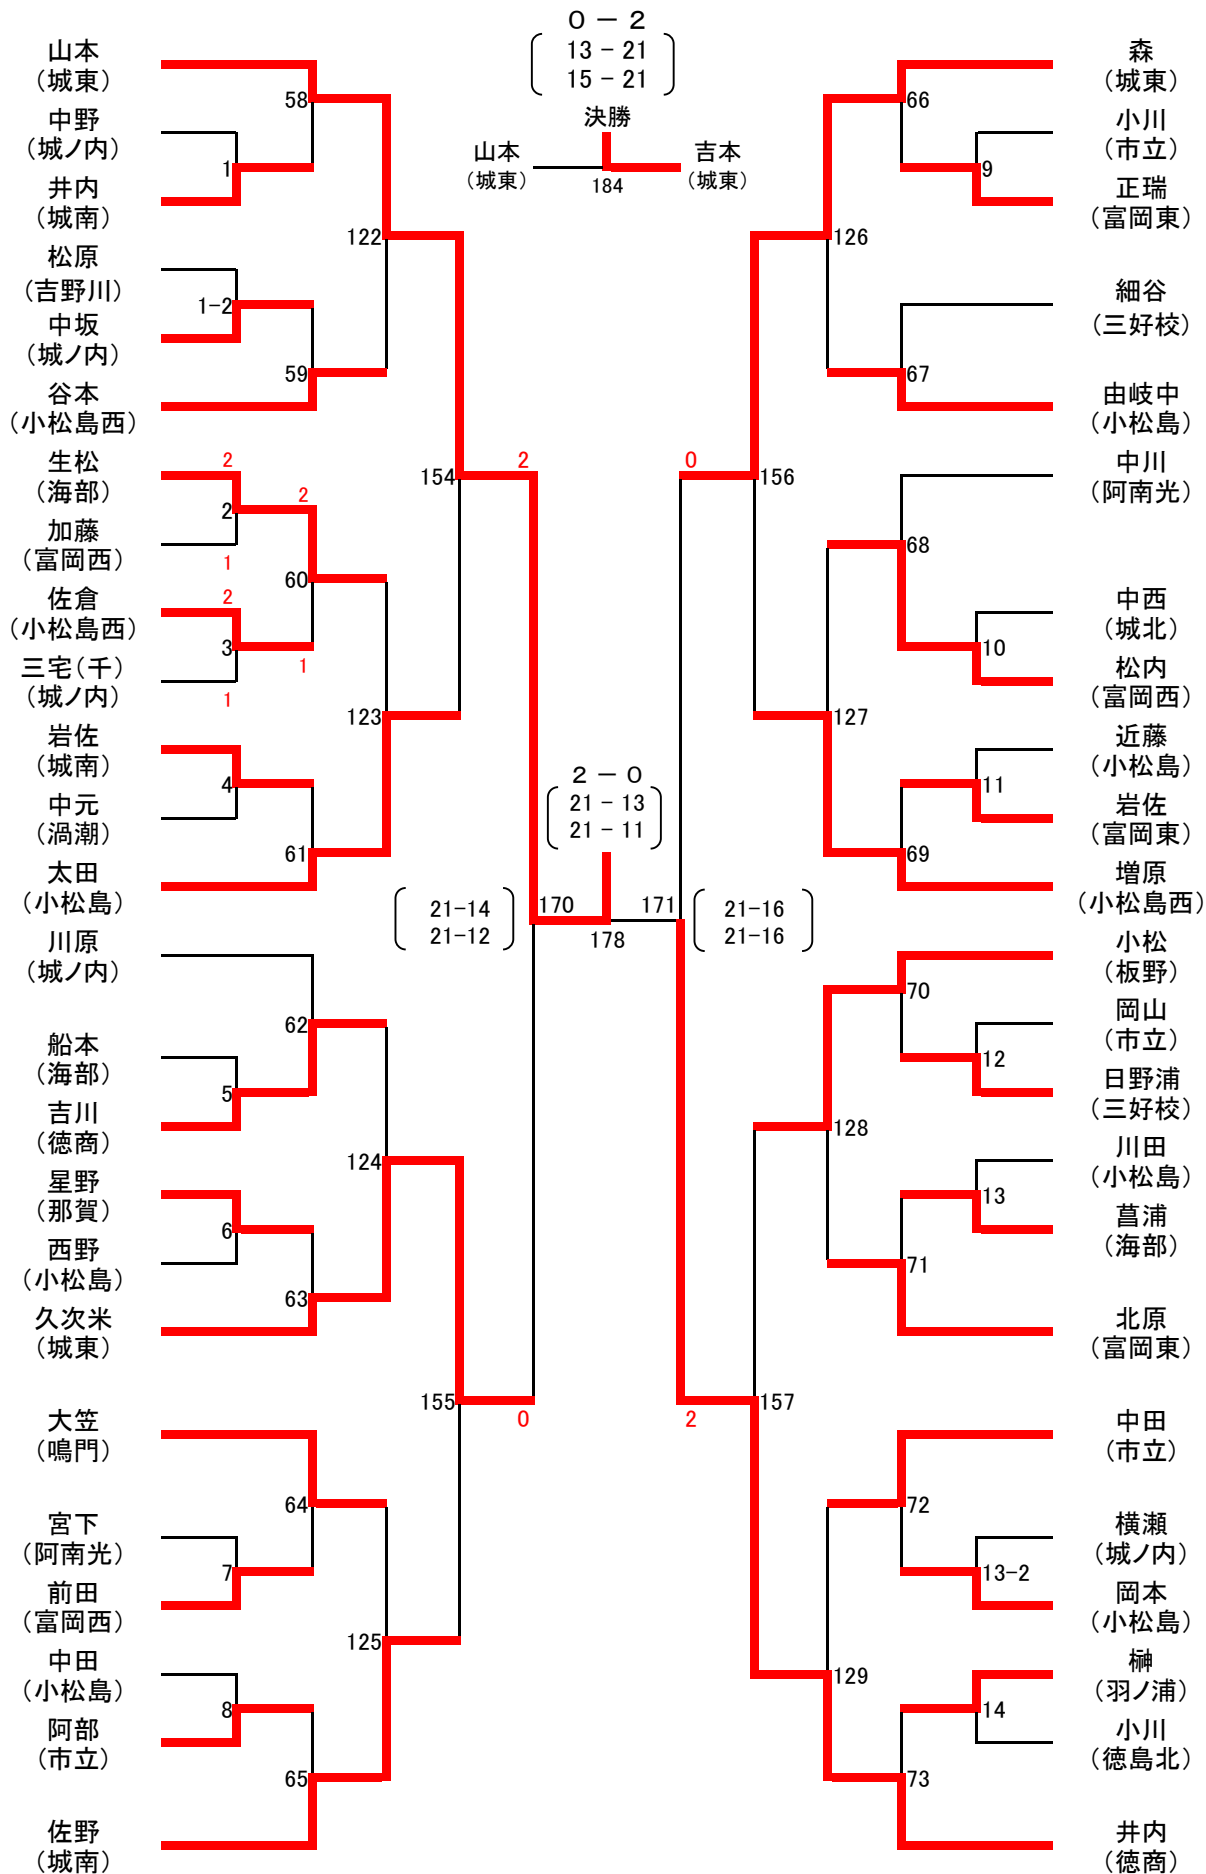 0 － 2
13 － 21
15 － 21
決勝
山本
(城東)
吉本
(城東)
184
山本
(城東)
58
中野
(城ノ内)
1
井内
(城南)
122
松原
(吉野川)
1-2
中坂
(城ノ内)
59
谷本
(小松島西)
154
2
生松
(海部)
2
2
2
加藤
(富岡西)
1
60
佐倉
(小松島西)
2
3
1
三宅(千)
(城ノ内)
1
123
岩佐
(城南)
4
中元
(渦潮)
61
太田
(小松島)
2 － 0
21 － 13
21 － 11
170
21-14
21-12
178
171
21-16
21-16
川原
(城ノ内)
62
船本
(海部)
5
吉川
(徳商)
124
星野
(那賀)
6
西野
(小松島)
63
久次米
(城東)
155
0
大笠
(鳴門)
64
宮下
(阿南光)
7
前田
(富岡西)
125
中田
(小松島)
8
阿部
(市立)
65
佐野
(城南)
森
(城東)
66
小川
(市立)
9
正瑞
(富岡東)
126
細谷
(三好校)
67
由岐中
(小松島)
0
156
中川
(阿南光)
68
中西
(城北)
10
松内
(富岡西)
127
近藤
(小松島)
11
岩佐
(富岡東)
69
増原
(小松島西)
小松
(板野)
70
岡山
(市立)
12
日野浦
(三好校)
128
川田
(小松島)
13
菖浦
(海部)
71
北原
(富岡東)
2
157
中田
(市立)
72
横瀬
(城ノ内)
13-2
岡本
(小松島)
129
榊
(羽ノ浦)
14
小川
(徳島北)
73
井内
(徳商)